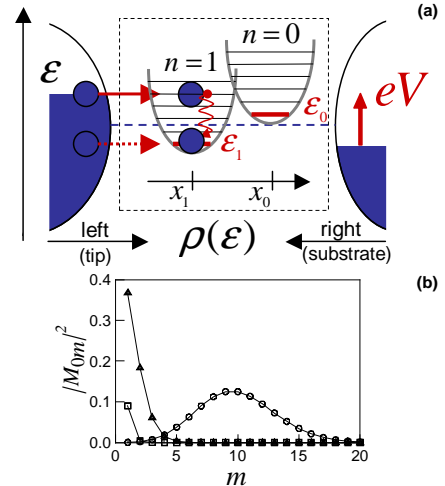 (a)
ε
n=1
n=0
ε₀
eV
ε₁
x₁
x₀
left
(tip)
ρ(ε)
right
(substrate)
(b)
|M₀ₘ|²
0.4
0.3
0.2
0.1
0.0
0 5 10 15 20
m